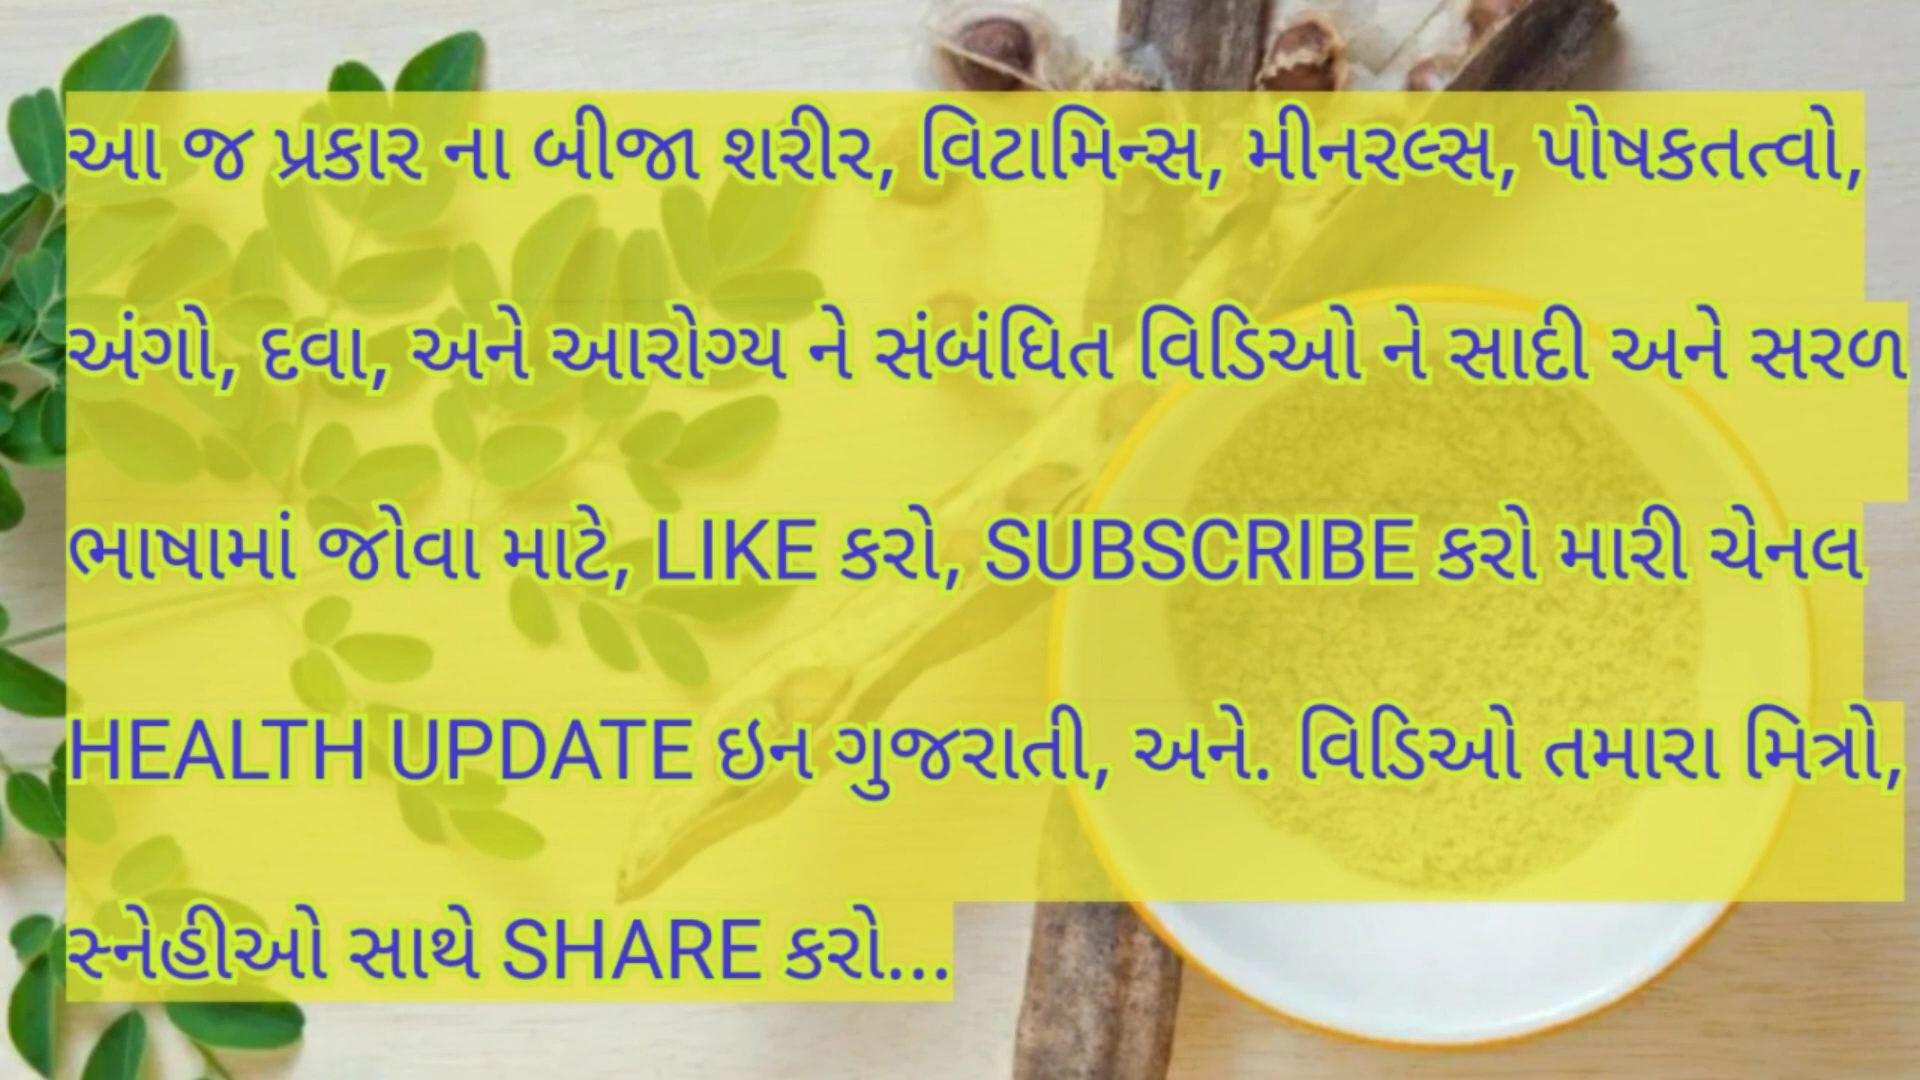 આ જ પ્રકાર ના બીજા શરીર, વિટામિન્સ, મીનરલ્સ, પોષકતત્વો,
અંગો, દવા, અને આરોગ્ય ને સંબંધિત વિડિઓ ને સાદી અને સરળ
ભાષામાં જોવા માટે, LIKE કરો, SUBSCRIBE કરો મારી ચેનલ
HEALTH UPDATE ઇન ગુજરાતી, અને. વિડિઓ તમારા મિત્રો,
સ્નેહીઓ સાથે SHARE કરો...